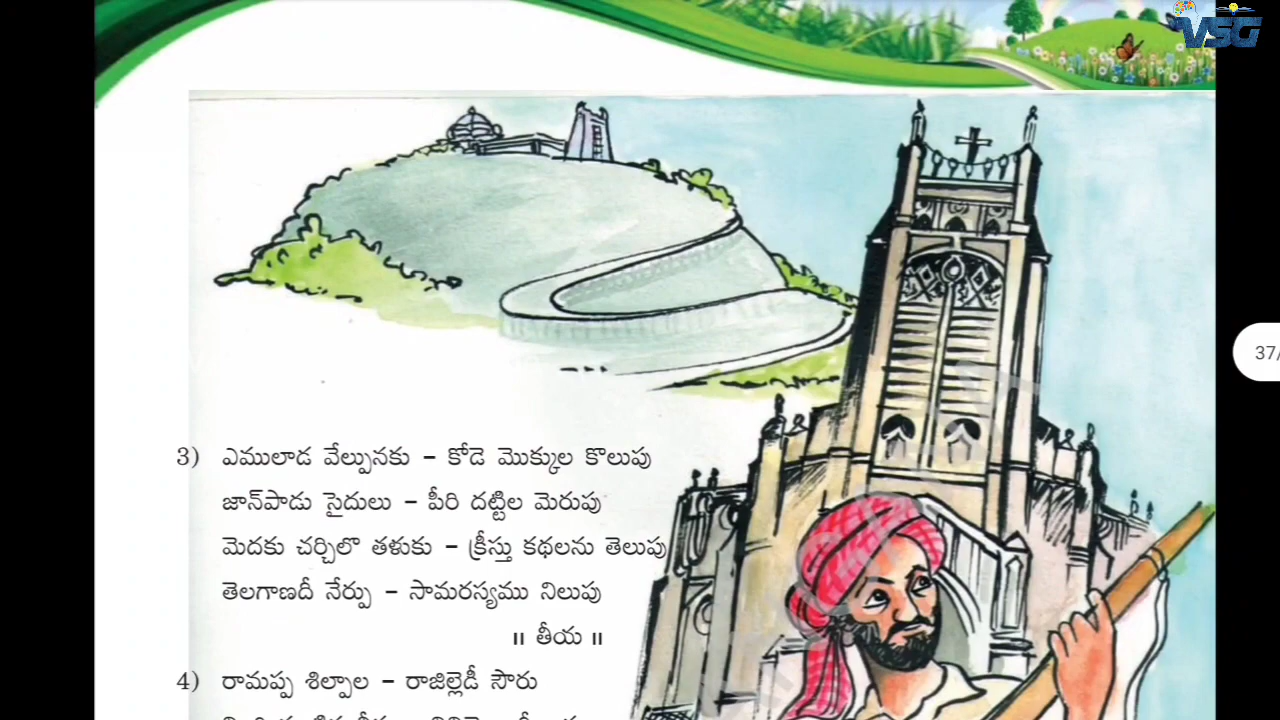 VSG
37/
3) ఎములాడ వేల్పునకు – కోడె మొక్కుల కొలుపు
జాన్‌పాడు సైదులు – పీరి దట్టిల మెరుపు
మెదకు చర్చిలొ తళుకు – క్రీస్తు కథలను తెలుపు
తెలగాణదీ నేర్పు – సామరస్యము నిలుపు
॥ తీయ ॥
4) రామప్ప శిల్పాల – రాజిల్లెడీ సౌరు